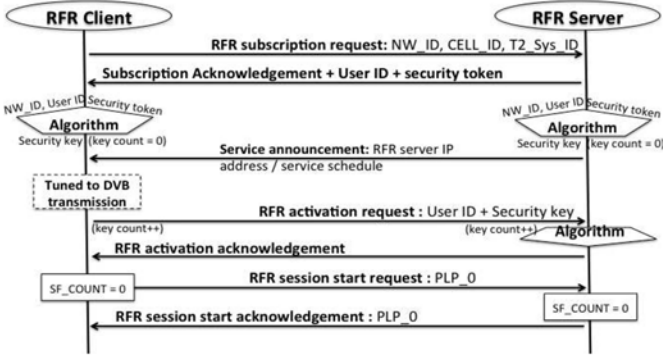 RFR Client
RFR Server
RFR subscription request: NW_ID, CELL_ID, T2_Sys_ID
Subscription Acknowledgement + User ID + security token
NW_ID, User ID Security token
NW_ID, User ID Security token
Algorithm
Algorithm
Security key (key count = 0)
Security key (key count = 0)
Service announcement: RFR server IP
address / service schedule
Tuned to DVB
transmission
RFR activation request : User ID + Security key
(key count++)
(key count++)
Algorithm
RFR activation acknowledgement
RFR session start request : PLP_0
SF_COUNT = 0
SF_COUNT = 0
RFR session start acknowledgement : PLP_0